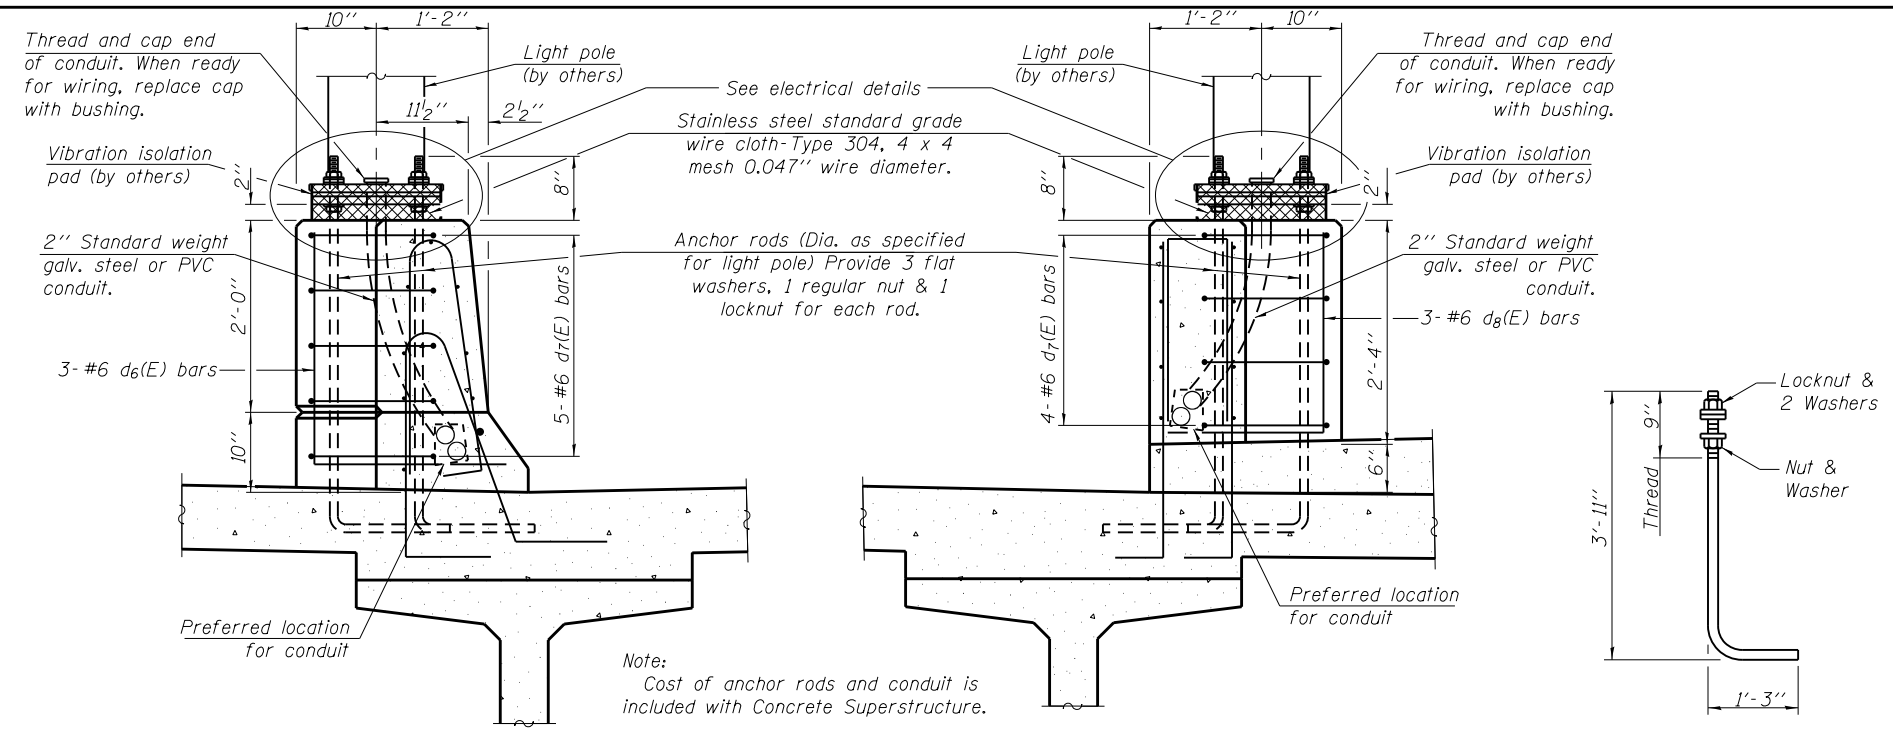 10″
1′-2″
Thread and cap end
of conduit. When ready
for wiring, replace cap
with bushing.
Light pole
(by others)
11½″
2½″
Vibration isolation
pad (by others)
2″
8″
2″ Standard weight
galv. steel or PVC
conduit.
2′-0″
10″
3- #6 d6(E) bars
5- #6 d7(E) bars
Preferred location
for conduit
See electrical details
Stainless steel standard grade
wire cloth-Type 304, 4 x 4
mesh 0.047″ wire diameter.
Anchor rods (Dia. as specified
for light pole) Provide 3 flat
washers, 1 regular nut & 1
locknut for each rod.
Note:
Cost of anchor rods and conduit is
included with Concrete Superstructure.
1′-2″
10″
Light pole
(by others)
Thread and cap end
of conduit. When ready
for wiring, replace cap
with bushing.
Vibration isolation
pad (by others)
8″
2″
2″ Standard weight
galv. steel or PVC
conduit.
4- #6 d7(E) bars
3- #6 d8(E) bars
2′-4″
6″
Preferred location
for conduit
Locknut &
2 Washers
9″
Thread
Nut &
Washer
3′-11″
1′-3″